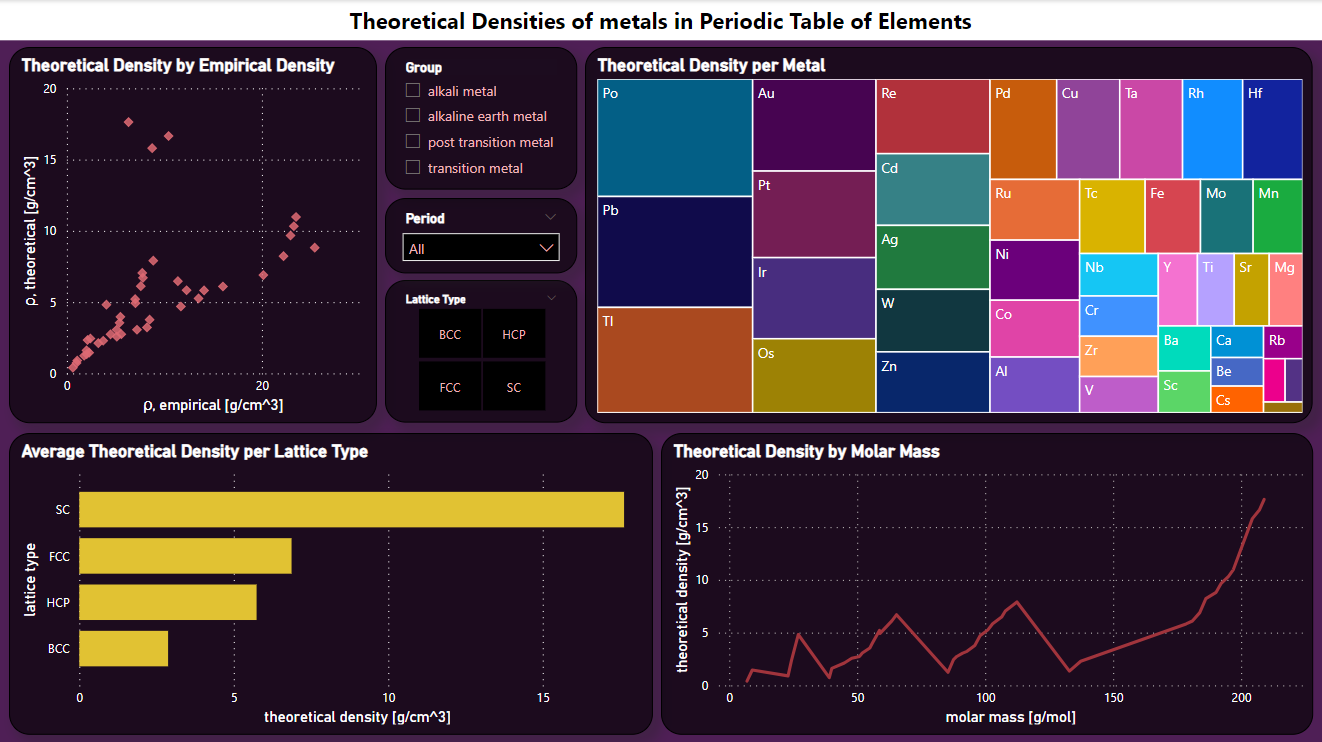 Theoretical Densities of metals in Periodic Table of Elements
Theoretical Density by Empirical Density
ρ, theoretical [g/cm^3]
20
15
10
5
0
0 20
ρ, empirical [g/cm^3]
Group
alkali metal
alkaline earth metal
post transition metal
transition metal
Period
All
Lattice Type
BCC HCP
FCC SC
Theoretical Density per Metal
Po
Pb
Tl
Au
Pt
Ir
Os
Re
Cd
Ag
W
Zn
Pd Cu Ta Rh Hf
Ru
Ni
Co
Al
Tc Fe Mo Mn
Nb
Cr
Zr
V
Y Ti Sr Mg
Ba
Sc
Ca
Be
Cs
Rb
Average Theoretical Density per Lattice Type
lattice type
SC
FCC
HCP
BCC
0 5 10 15
theoretical density [g/cm^3]
Theoretical Density by Molar Mass
theoretical density [g/cm^3]
20
15
10
5
0
0 50 100 150 200
molar mass [g/mol]